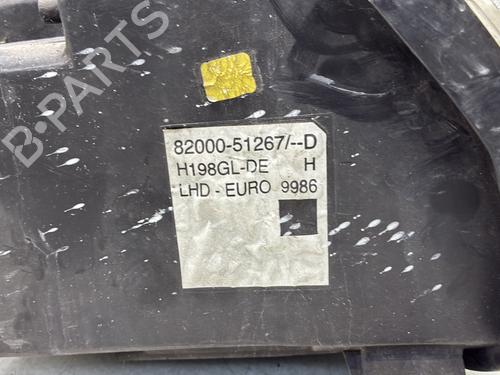 B-PARTS
82000-51267/--D
H198GL-DE H
LHD - EURO 9986